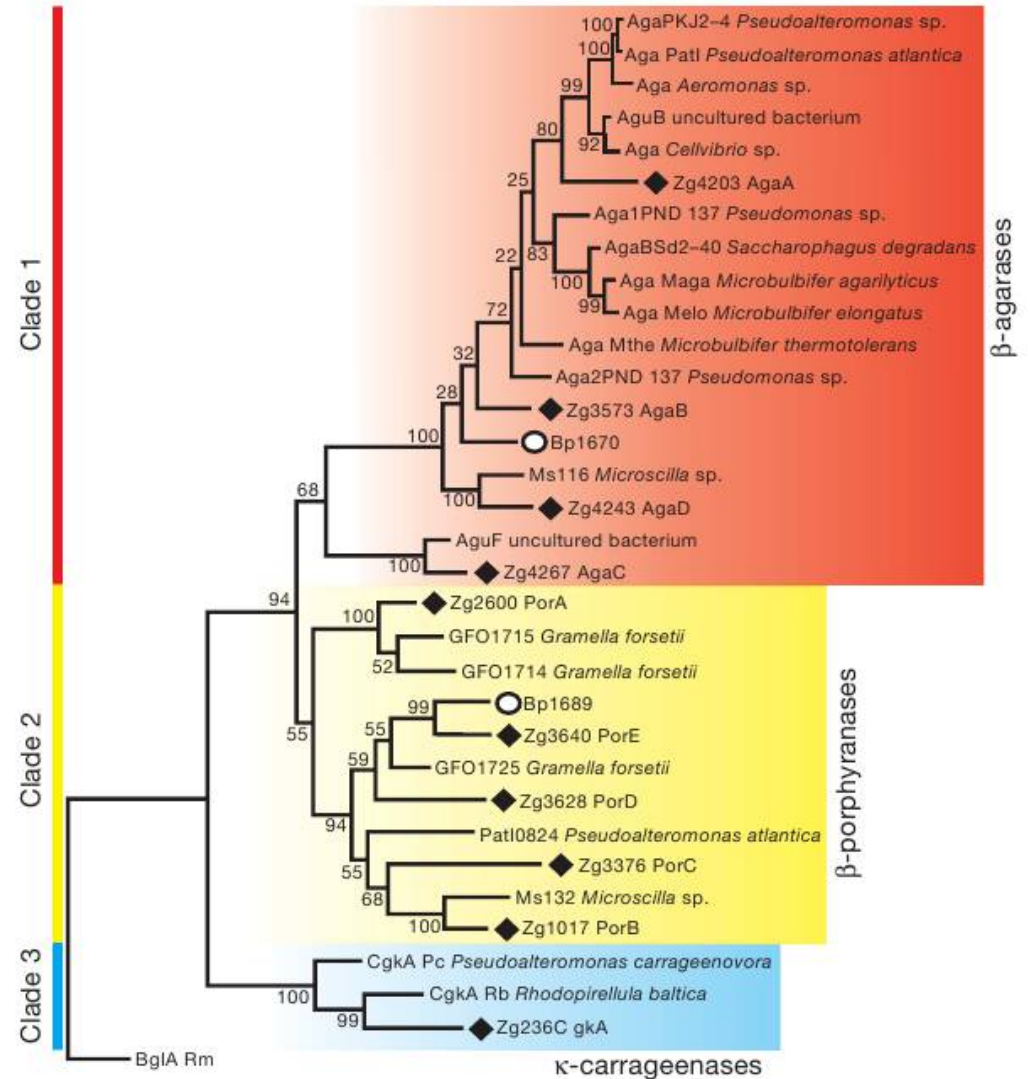 100
AgaPKJ2–4 Pseudoalteromonas sp.
100
Aga PatI Pseudoalteromonas atlantica
99
Aga Aeromonas sp.
80
AguB uncultured bacterium
92
Aga Cellvibrio sp.
25
Zg4203 AgaA
Aga1PND 137 Pseudomonas sp.
22
83
AgaBSd2–40 Saccharophagus degradans
100
Aga Maga Microbulbifer agarilyticus
99
Aga Melo Microbulbifer elongatus
72
Aga Mthe Microbulbifer thermotolerans
32
Aga2PND 137 Pseudomonas sp.
28
Zg3573 AgaB
100
Bp1670
Ms116 Microscilla sp.
100
Zg4243 AgaD
68
AguF uncultured bacterium
100
Zg4267 AgaC
94
Zg2600 PorA
100
GFO1715 Gramella forsetii
52
GFO1714 Gramella forsetii
55
99
Bp1689
55
Zg3640 PorE
59
GFO1725 Gramella forsetii
Zg3628 PorD
94
PatI0824 Pseudoalteromonas atlantica
55
Zg3376 PorC
68
Ms132 Microscilla sp.
100
Zg1017 PorB
CgkA Pc Pseudoalteromonas carrageenovora
100
CgkA Rb Rhodopirellula baltica
99
Zg236C gkA
BglA Rm
Clade 1
Clade 2
Clade 3
β-agarases
β-porphyranases
κ-carrageenases